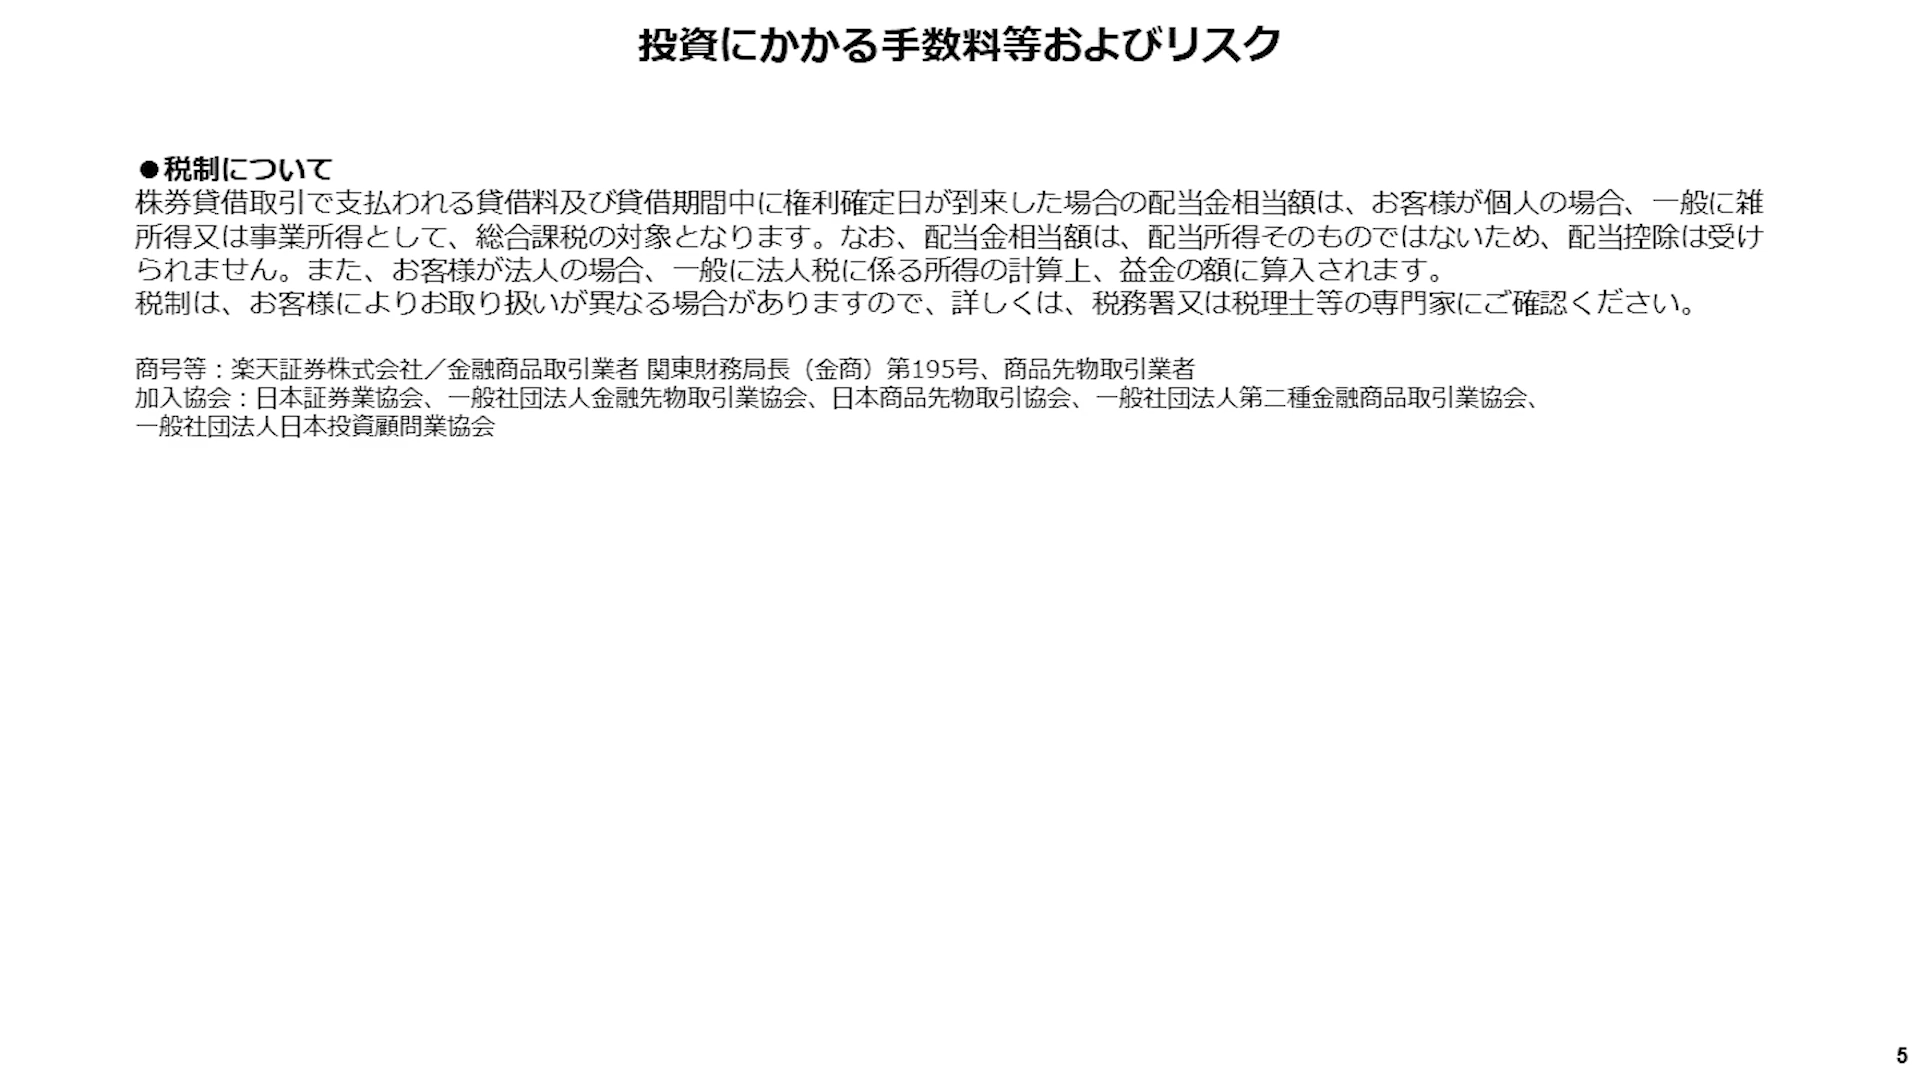 投資にかかる手数料等およびリスク
●税制について
株券貸借取引で支払われる貸借料及び貸借期間中に権利確定日が到来した場合の配当金相当額は、お客様が個人の場合、一般に雑
所得又は事業所得として、総合課税の対象となります。なお、配当金相当額は、配当所得そのものではないため、配当控除は受け
られません。また、お客様が法人の場合、一般に法人税に係る所得の計算上、益金の額に算入されます。
税制は、お客様によりお取り扱いが異なる場合がありますので、詳しくは、税務署又は税理士等の専門家にご確認ください。
商号等：楽天証券株式会社／金融商品取引業者 関東財務局長（金商）第195号、商品先物取引業者
加入協会：日本証券業協会、一般社団法人金融先物取引業協会、日本商品先物取引協会、一般社団法人第二種金融商品取引業協会、
一般社団法人日本投資顧問業協会
5